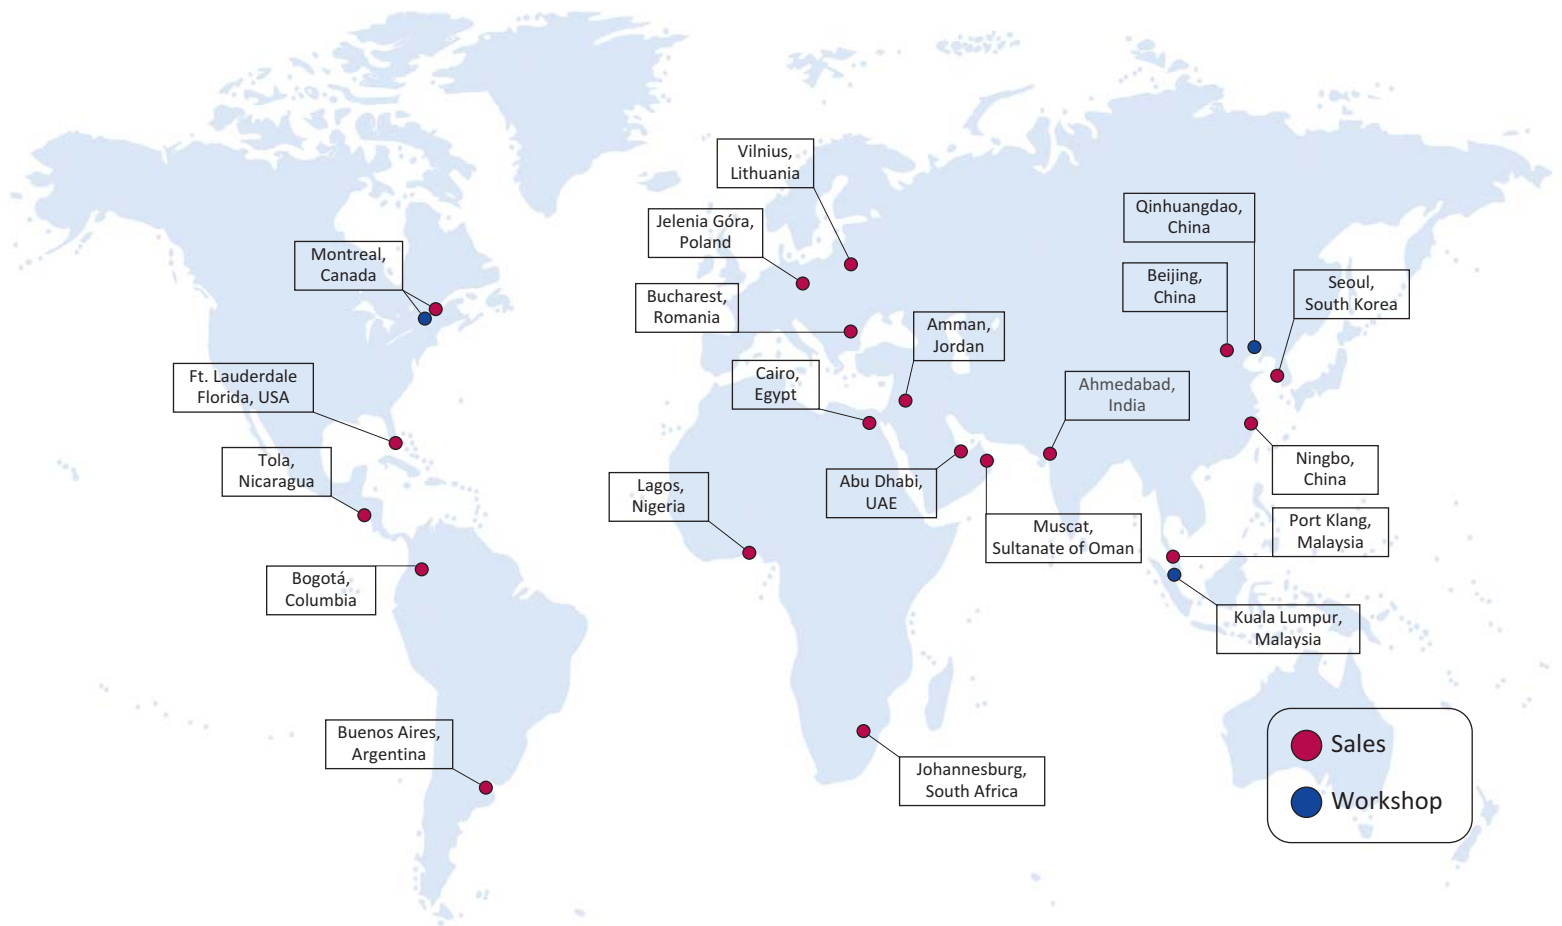 Vilnius,
Lithuania
Jelenia Góra,
Poland
Qinhuangdao,
China
Montreal,
Canada
Beijing,
China
Seoul,
South Korea
Bucharest,
Romania
Amman,
Jordan
Ft. Lauderdale
Florida, USA
Cairo,
Egypt
Ahmedabad,
India
Tola,
Nicaragua
Ningbo,
China
Lagos,
Nigeria
Abu Dhabi,
UAE
Muscat,
Sultanate of Oman
Port Klang,
Malaysia
Bogotá,
Columbia
Kuala Lumpur,
Malaysia
Buenos Aires,
Argentina
Johannesburg,
South Africa
Sales
Workshop